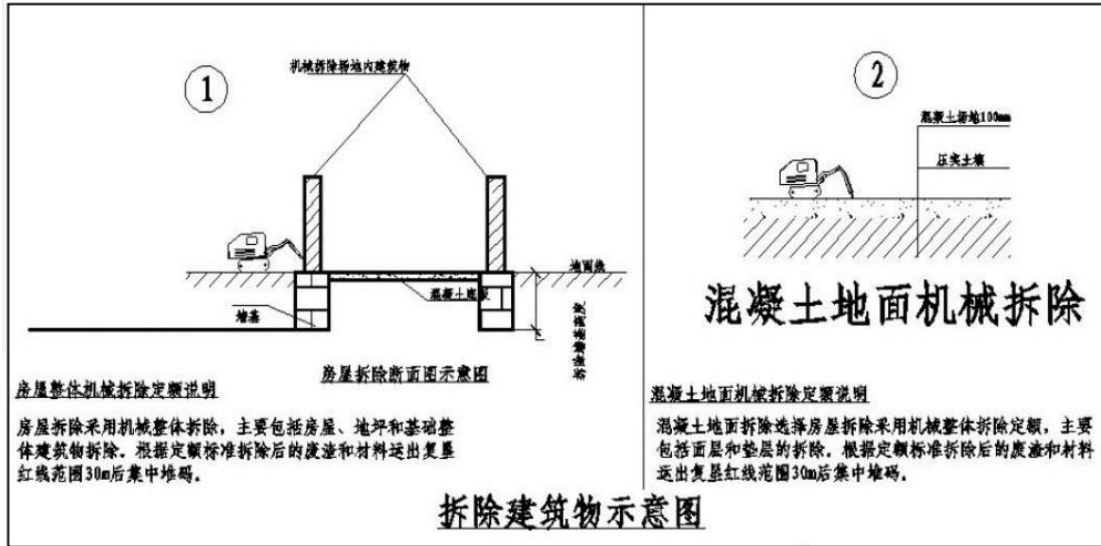 1
机械拆除场地内建筑物
地面线
混凝土底板
墙基
房屋拆除断面图示意图
房屋整体机械拆除定额说明
房屋拆除采用机械整体拆除，主要包括房屋、地坪和基础整
体建筑物拆除。根据定额标准拆除后的废渣和材料运出复垦
红线范围30m后集中堆码。
2
混凝土场地100mm
压实土壤
混凝土地面机械拆除
混凝土地面机械拆除定额说明
混凝土地面拆除选择房屋拆除采用机械整体拆除定额，主要
包括面层和垫层的拆除。根据定额标准拆除后的废渣和材料
运出复垦红线范围30m后集中堆码。
拆除建筑物示意图